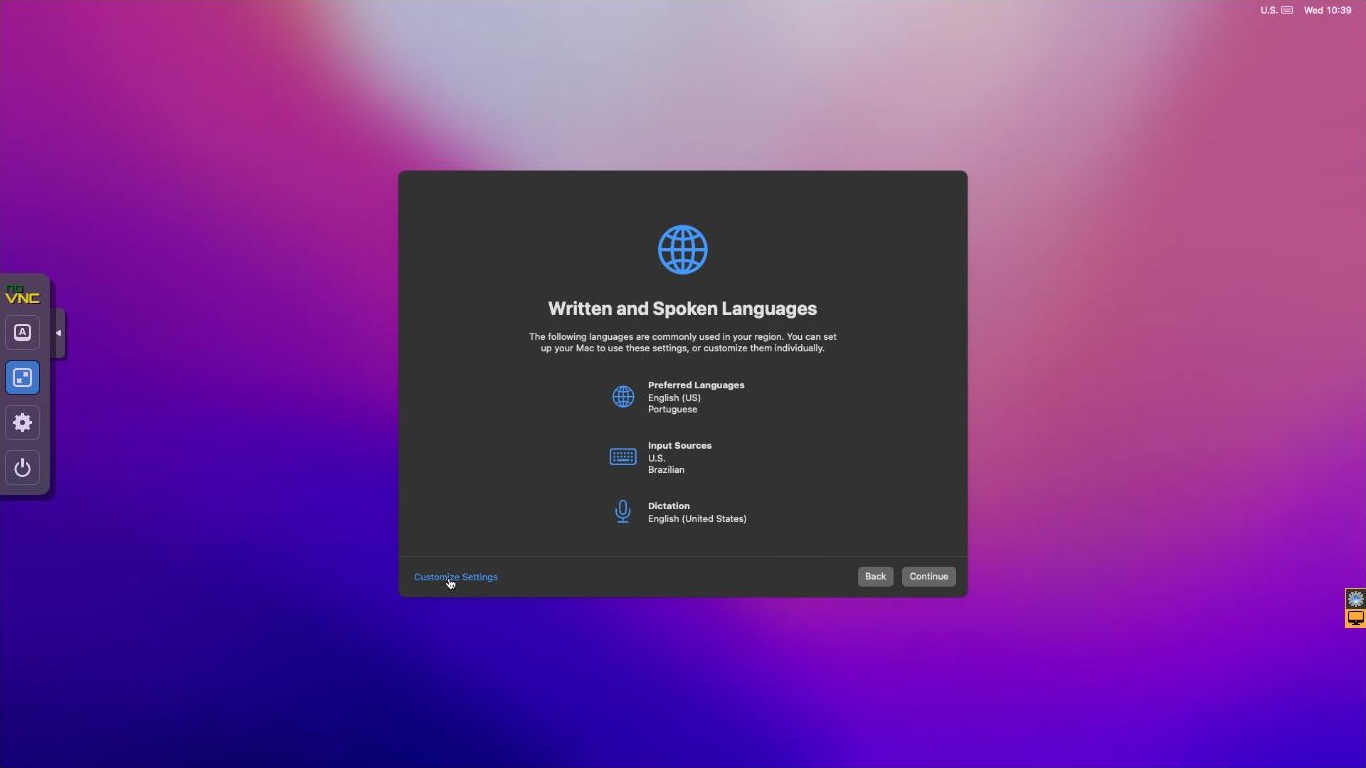 U.S. Wed 10:39
no
VNC
A
Written and Spoken Languages
The following languages are commonly used in your region. You can set
up your Mac to use these settings, or customize them individually.
Preferred Languages
English (US)
Portuguese
Input Sources
U.S.
Brazilian
Dictation
English (United States)
Customize Settings
Back
Continue